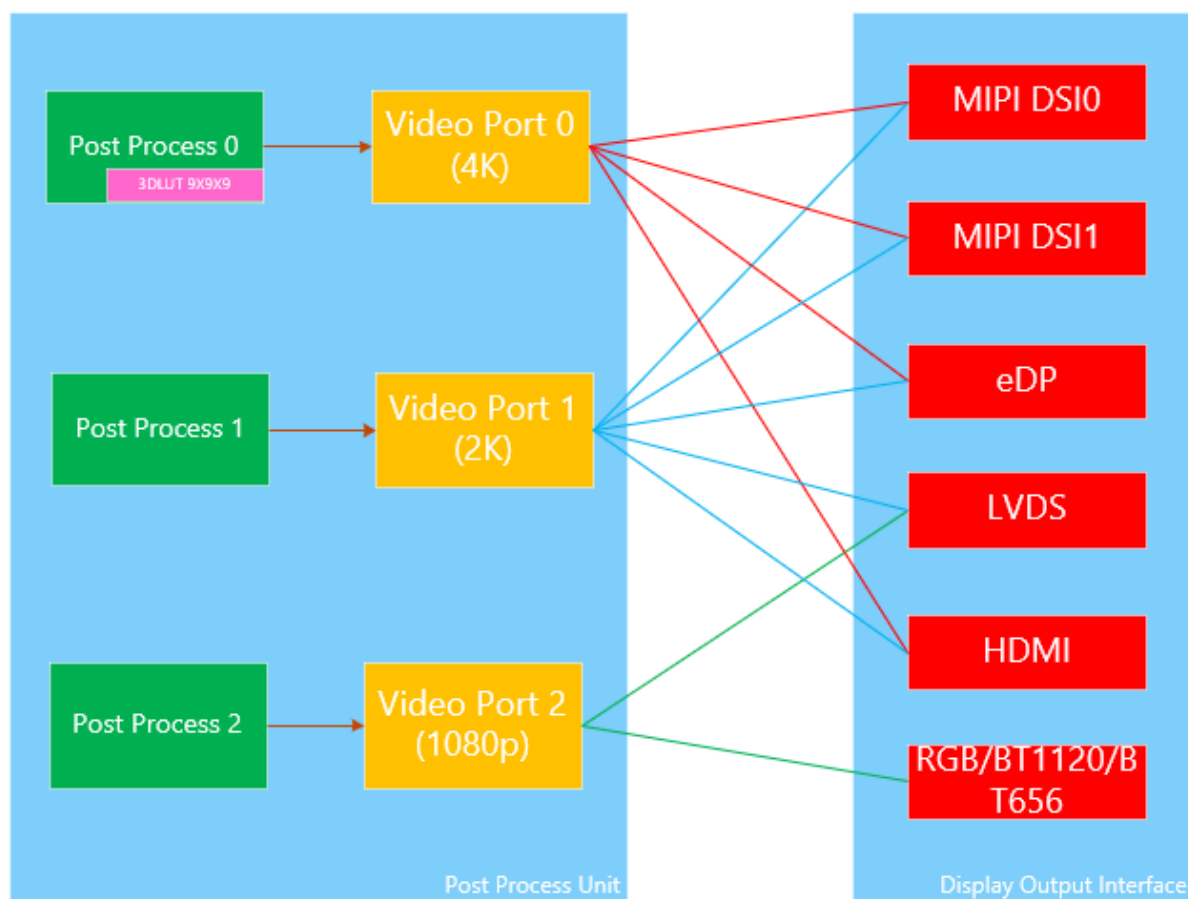 Post Process 0
3DLUT 9X9X9
Video Port 0
(4K)
MIPI DSI0
MIPI DSI1
eDP
Post Process 1
Video Port 1
(2K)
LVDS
HDMI
Post Process 2
Video Port 2
(1080p)
RGB/BT1120/B
T656
Post Process Unit
Display Output Interface